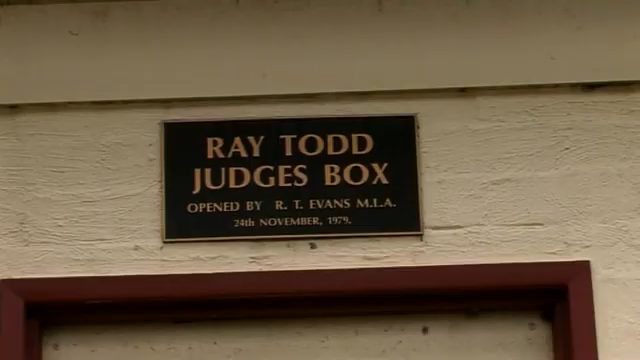 RAY TODD
JUDGES BOX
OPENED BY R. T. EVANS M.L.A.
24th NOVEMBER, 1979.